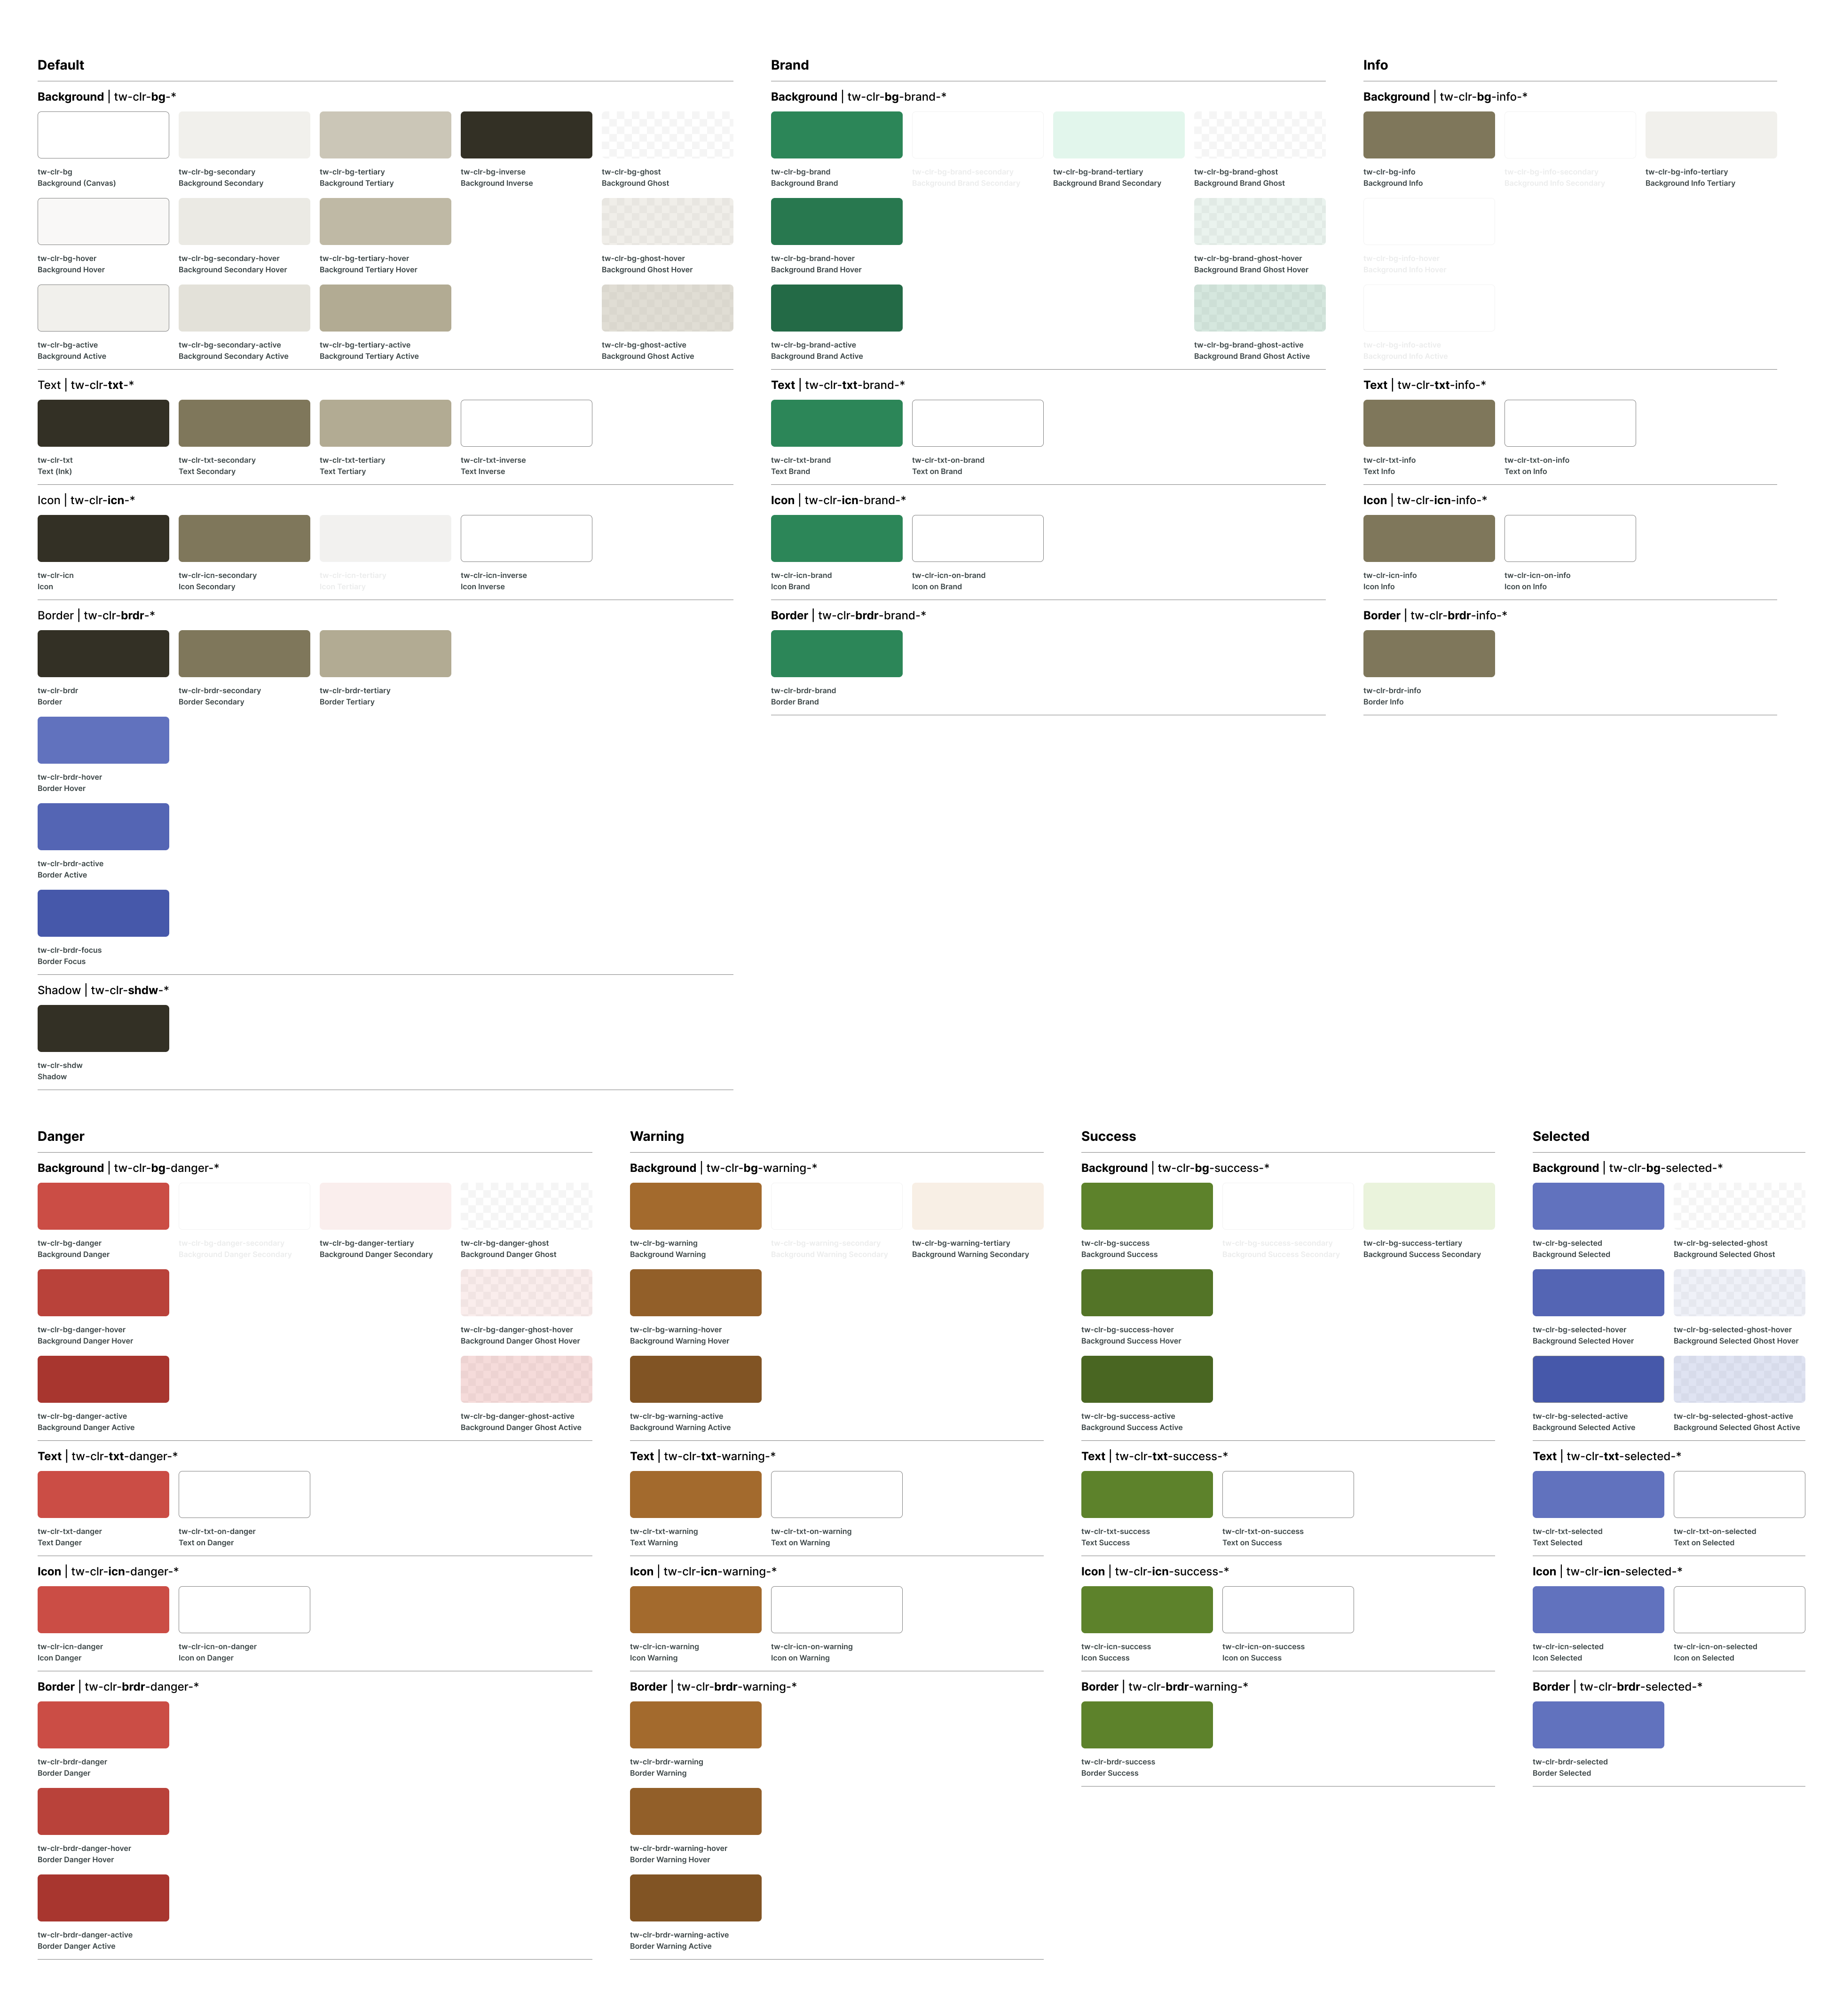 Default
Background | tw-clr-bg-*
tw-clr-bg
Background (Canvas)
tw-clr-bg-secondary
Background Secondary
tw-clr-bg-tertiary
Background Tertiary
tw-clr-bg-inverse
Background Inverse
tw-clr-bg-ghost
Background Ghost
tw-clr-bg-hover
Background Hover
tw-clr-bg-secondary-hover
Background Secondary Hover
tw-clr-bg-tertiary-hover
Background Tertiary Hover
tw-clr-bg-ghost-hover
Background Ghost Hover
tw-clr-bg-active
Background Active
tw-clr-bg-secondary-active
Background Secondary Active
tw-clr-bg-tertiary-active
Background Tertiary Active
tw-clr-bg-ghost-active
Background Ghost Active
Text | tw-clr-txt-*
tw-clr-txt
Text (Ink)
tw-clr-txt-secondary
Text Secondary
tw-clr-txt-tertiary
Text Tertiary
tw-clr-txt-inverse
Text Inverse
Icon | tw-clr-icn-*
tw-clr-icn
Icon
tw-clr-icn-secondary
Icon Secondary
tw-clr-icn-tertiary
Icon Tertiary
tw-clr-icn-inverse
Icon Inverse
Border | tw-clr-brdr-*
tw-clr-brdr
Border
tw-clr-brdr-secondary
Border Secondary
tw-clr-brdr-tertiary
Border Tertiary
tw-clr-brdr-hover
Border Hover
tw-clr-brdr-active
Border Active
tw-clr-brdr-focus
Border Focus
Shadow | tw-clr-shdw-*
tw-clr-shdw
Shadow
Brand
Background | tw-clr-bg-brand-*
tw-clr-bg-brand
Background Brand
tw-clr-bg-brand-secondary
Background Brand Secondary
tw-clr-bg-brand-tertiary
Background Brand Secondary
tw-clr-bg-brand-ghost
Background Brand Ghost
tw-clr-bg-brand-hover
Background Brand Hover
tw-clr-bg-brand-ghost-hover
Background Brand Ghost Hover
tw-clr-bg-brand-active
Background Brand Active
tw-clr-bg-brand-ghost-active
Background Brand Ghost Active
Text | tw-clr-txt-brand-*
tw-clr-txt-brand
Text Brand
tw-clr-txt-on-brand
Text on Brand
Icon | tw-clr-icn-brand-*
tw-clr-icn-brand
Icon Brand
tw-clr-icn-on-brand
Icon on Brand
Border | tw-clr-brdr-brand-*
tw-clr-brdr-brand
Border Brand
Info
Background | tw-clr-bg-info-*
tw-clr-bg-info
Background Info
tw-clr-bg-info-secondary
Background Info Secondary
tw-clr-bg-info-tertiary
Background Info Tertiary
tw-clr-bg-info-hover
Background Info Hover
tw-clr-bg-info-active
Background Info Active
Text | tw-clr-txt-info-*
tw-clr-txt-info
Text Info
tw-clr-txt-on-info
Text on Info
Icon | tw-clr-icn-info-*
tw-clr-icn-info
Icon Info
tw-clr-icn-on-info
Icon on Info
Border | tw-clr-brdr-info-*
tw-clr-brdr-info
Border Info
Danger
Background | tw-clr-bg-danger-*
tw-clr-bg-danger
Background Danger
tw-clr-bg-danger-secondary
Background Danger Secondary
tw-clr-bg-danger-tertiary
Background Danger Secondary
tw-clr-bg-danger-ghost
Background Danger Ghost
tw-clr-bg-danger-hover
Background Danger Hover
tw-clr-bg-danger-ghost-hover
Background Danger Ghost Hover
tw-clr-bg-danger-active
Background Danger Active
tw-clr-bg-danger-ghost-active
Background Danger Ghost Active
Text | tw-clr-txt-danger-*
tw-clr-txt-danger
Text Danger
tw-clr-txt-on-danger
Text on Danger
Icon | tw-clr-icn-danger-*
tw-clr-icn-danger
Icon Danger
tw-clr-icn-on-danger
Icon on Danger
Border | tw-clr-brdr-danger-*
tw-clr-brdr-danger
Border Danger
tw-clr-brdr-danger-hover
Border Danger Hover
tw-clr-brdr-danger-active
Border Danger Active
Warning
Background | tw-clr-bg-warning-*
tw-clr-bg-warning
Background Warning
tw-clr-bg-warning-secondary
Background Warning Secondary
tw-clr-bg-warning-tertiary
Background Warning Secondary
tw-clr-bg-warning-hover
Background Warning Hover
tw-clr-bg-warning-active
Background Warning Active
Text | tw-clr-txt-warning-*
tw-clr-txt-warning
Text Warning
tw-clr-txt-on-warning
Text on Warning
Icon | tw-clr-icn-warning-*
tw-clr-icn-warning
Icon Warning
tw-clr-icn-on-warning
Icon on Warning
Border | tw-clr-brdr-warning-*
tw-clr-brdr-warning
Border Warning
tw-clr-brdr-warning-hover
Border Warning Hover
tw-clr-brdr-warning-active
Border Warning Active
Success
Background | tw-clr-bg-success-*
tw-clr-bg-success
Background Success
tw-clr-bg-success-secondary
Background Success Secondary
tw-clr-bg-success-tertiary
Background Success Secondary
tw-clr-bg-success-hover
Background Success Hover
tw-clr-bg-success-active
Background Success Active
Text | tw-clr-txt-success-*
tw-clr-txt-success
Text Success
tw-clr-txt-on-success
Text on Success
Icon | tw-clr-icn-success-*
tw-clr-icn-success
Icon Success
tw-clr-icn-on-success
Icon on Success
Border | tw-clr-brdr-warning-*
tw-clr-brdr-success
Border Success
Selected
Background | tw-clr-bg-selected-*
tw-clr-bg-selected
Background Selected
tw-clr-bg-selected-ghost
Background Selected Ghost
tw-clr-bg-selected-hover
Background Selected Hover
tw-clr-bg-selected-ghost-hover
Background Selected Ghost Hover
tw-clr-bg-selected-active
Background Selected Active
tw-clr-bg-selected-ghost-active
Background Selected Ghost Active
Text | tw-clr-txt-selected-*
tw-clr-txt-selected
Text Selected
tw-clr-txt-on-selected
Text on Selected
Icon | tw-clr-icn-selected-*
tw-clr-icn-selected
Icon Selected
tw-clr-icn-on-selected
Icon on Selected
Border | tw-clr-brdr-selected-*
tw-clr-brdr-selected
Border Selected